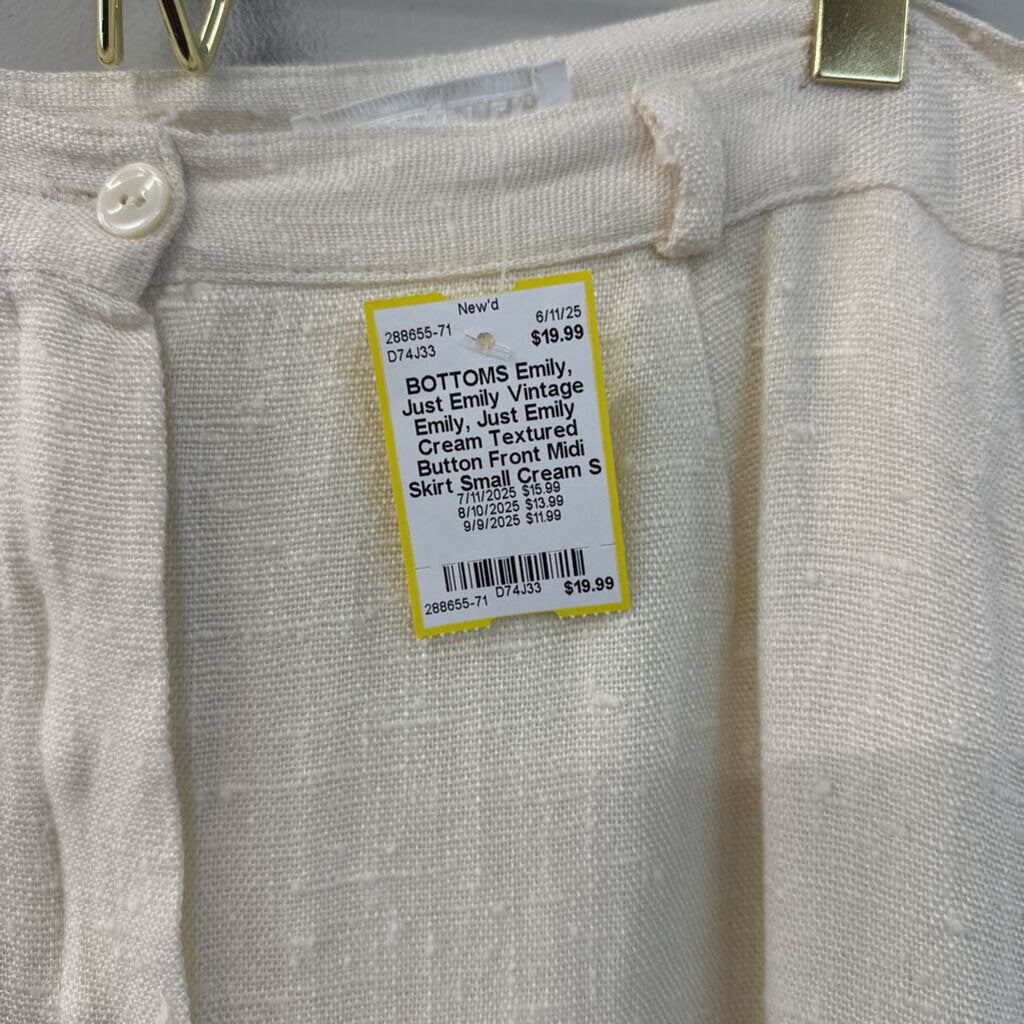 New'd
288655-71 6/11/25
D74J33 $19.99
BOTTOMS Emily,
Just Emily Vintage
Emily, Just Emily
Cream Textured
Button Front Midi
Skirt Small Cream S
7/11/2025 $15.99
8/10/2025 $13.99
9/9/2025 $11.99
288655-71 D74J33 $19.99